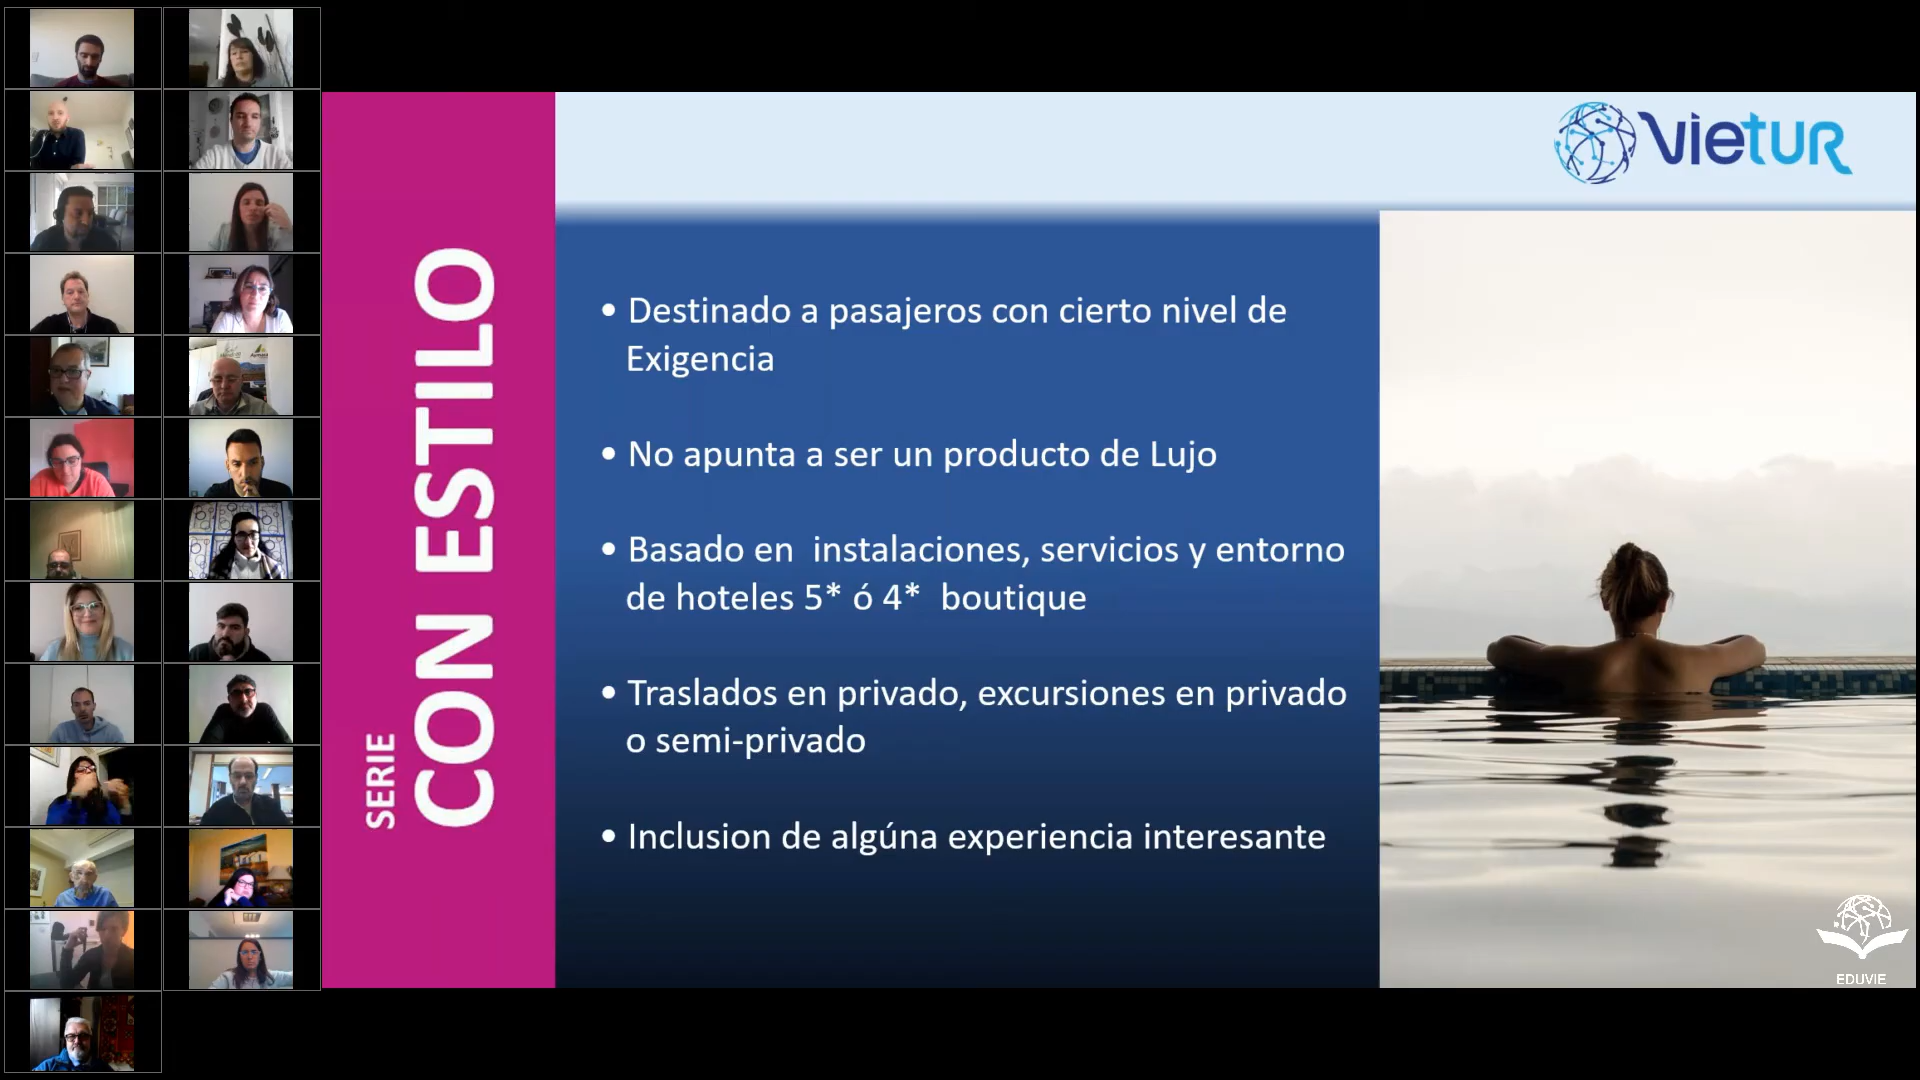 SERIE
CON ESTILO
vietur
• Destinado a pasajeros con cierto nivel de
Exigencia
• No apunta a ser un producto de Lujo
• Basado en  instalaciones, servicios y entorno
de hoteles 5* ó 4*  boutique
• Traslados en privado, excursiones en privado
o semi-privado
• Inclusion de algúna experiencia interesante
EDUVIE